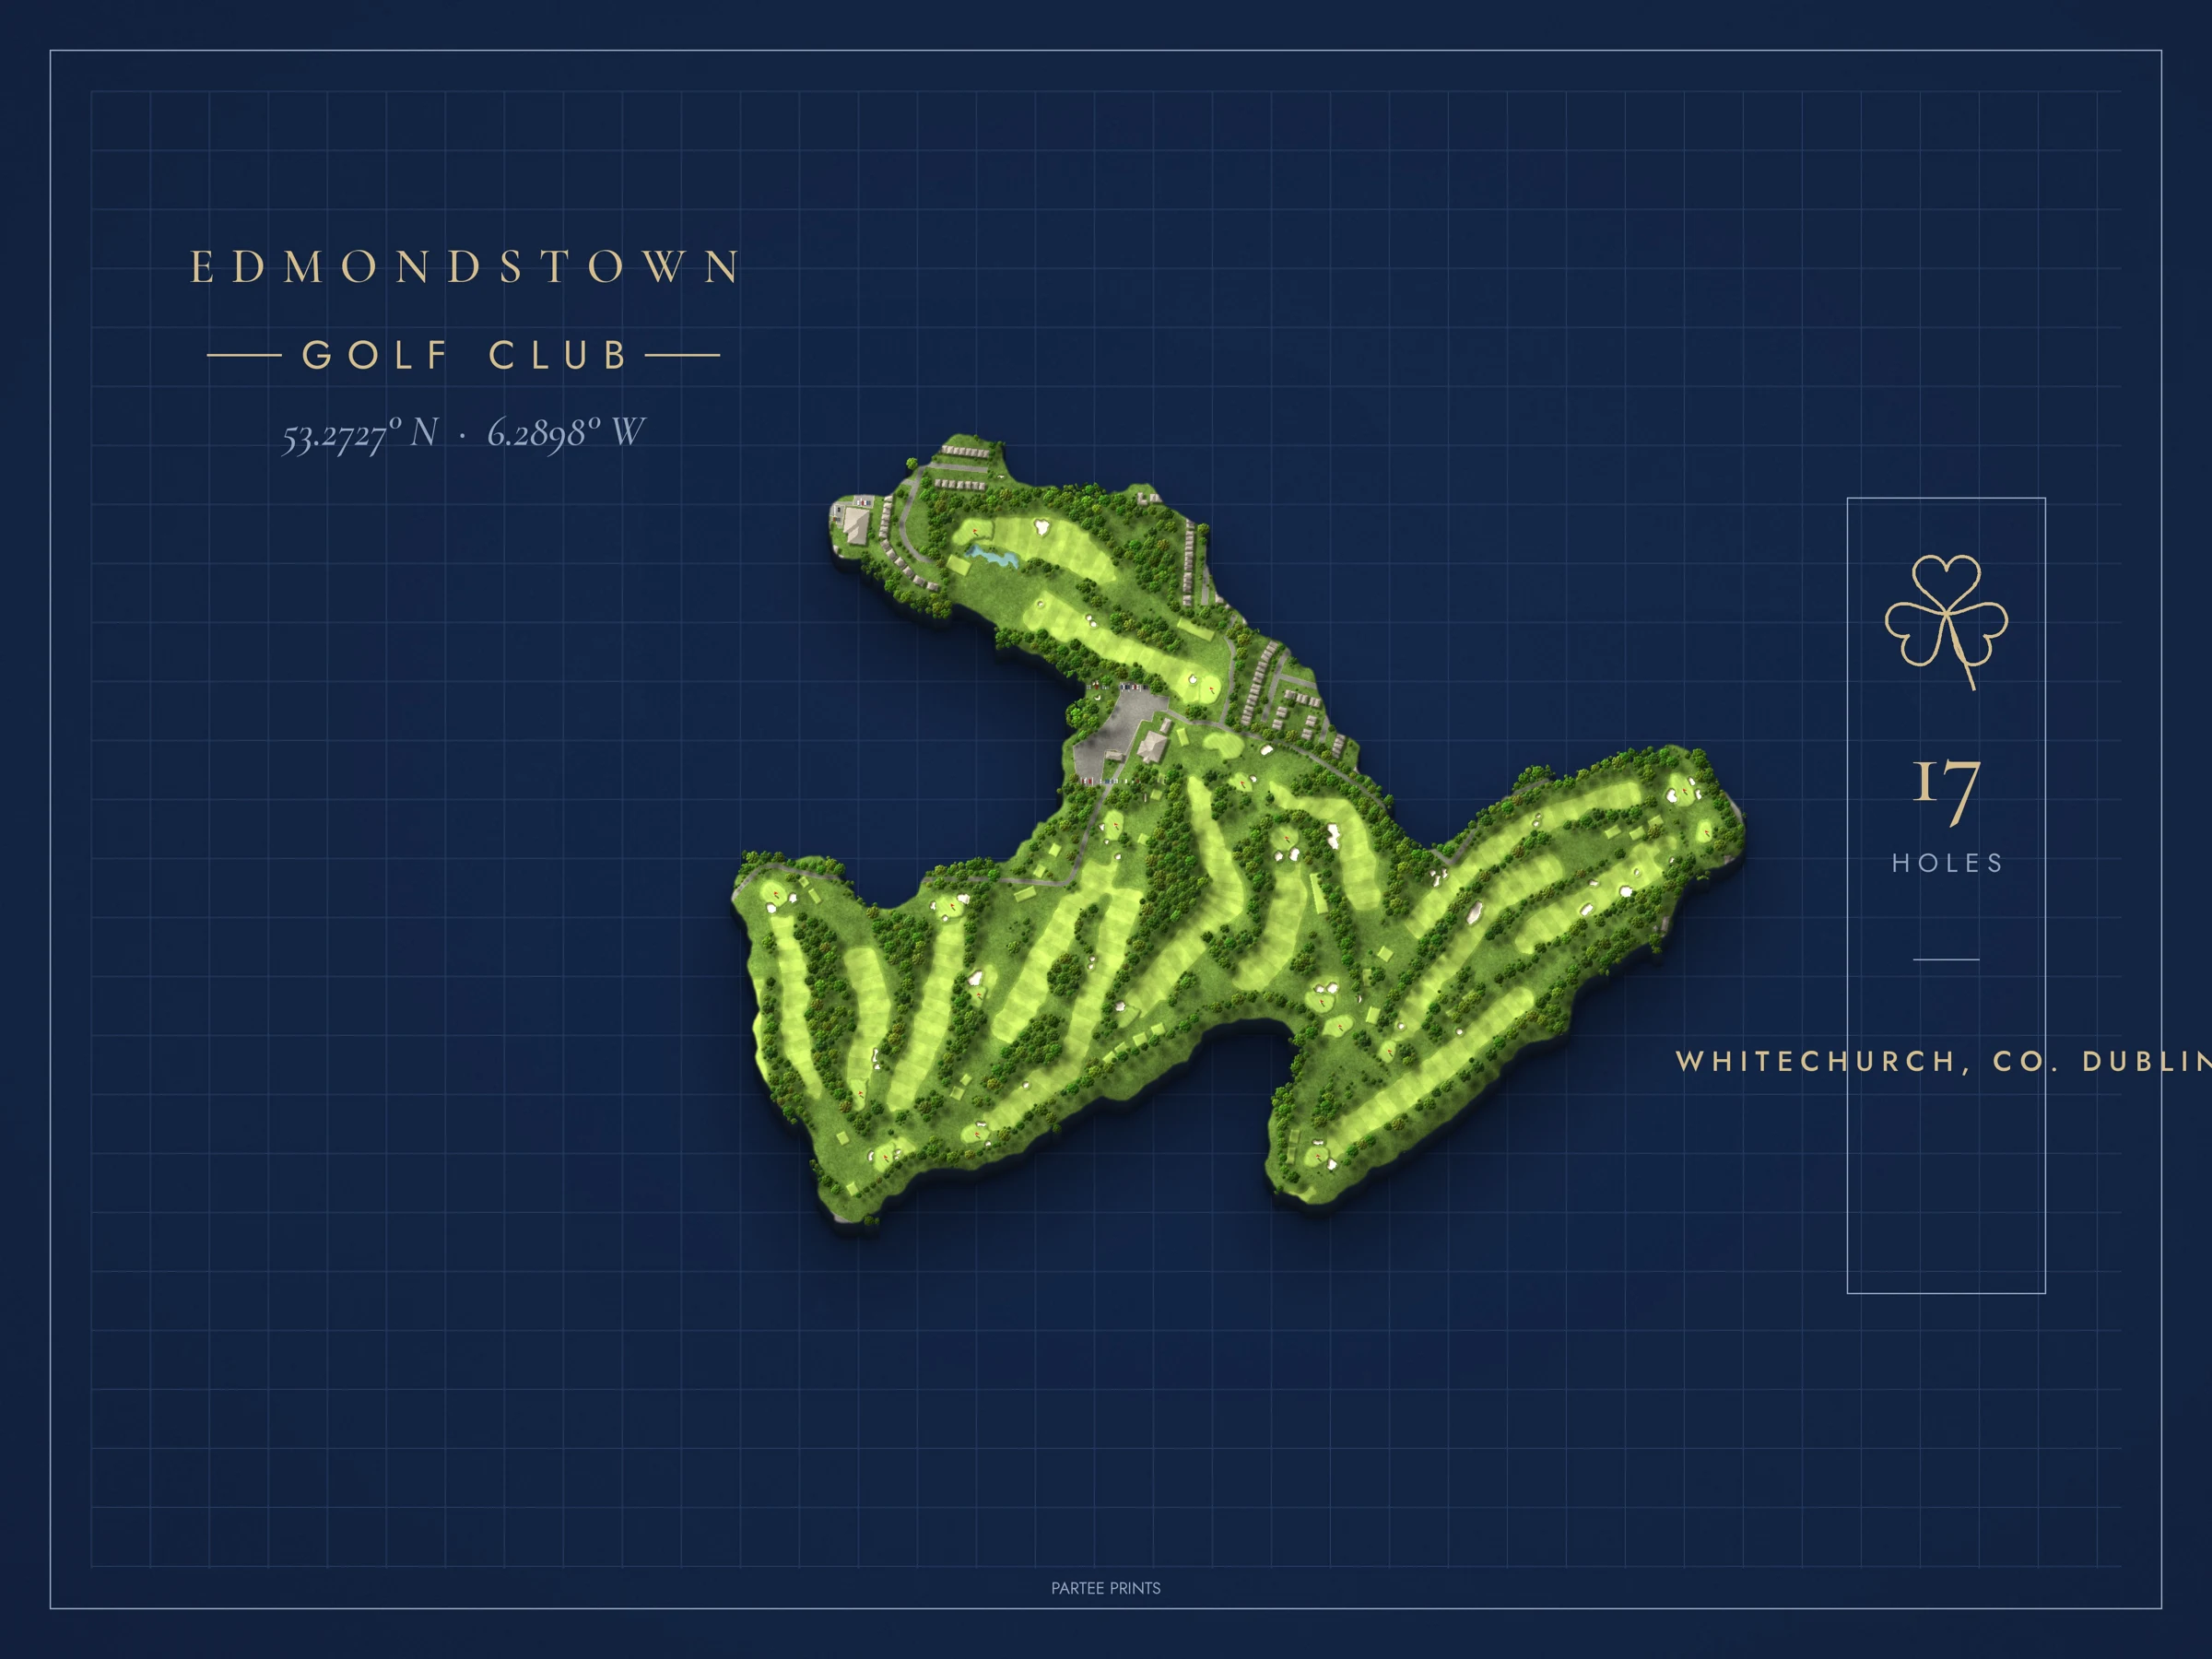 EDMONDSTOWN
GOLF CLUB
53.2727° N · 6.2898° W
17
HOLES
WHITECHURCH, CO. DUBLIN
PARTEE PRINTS